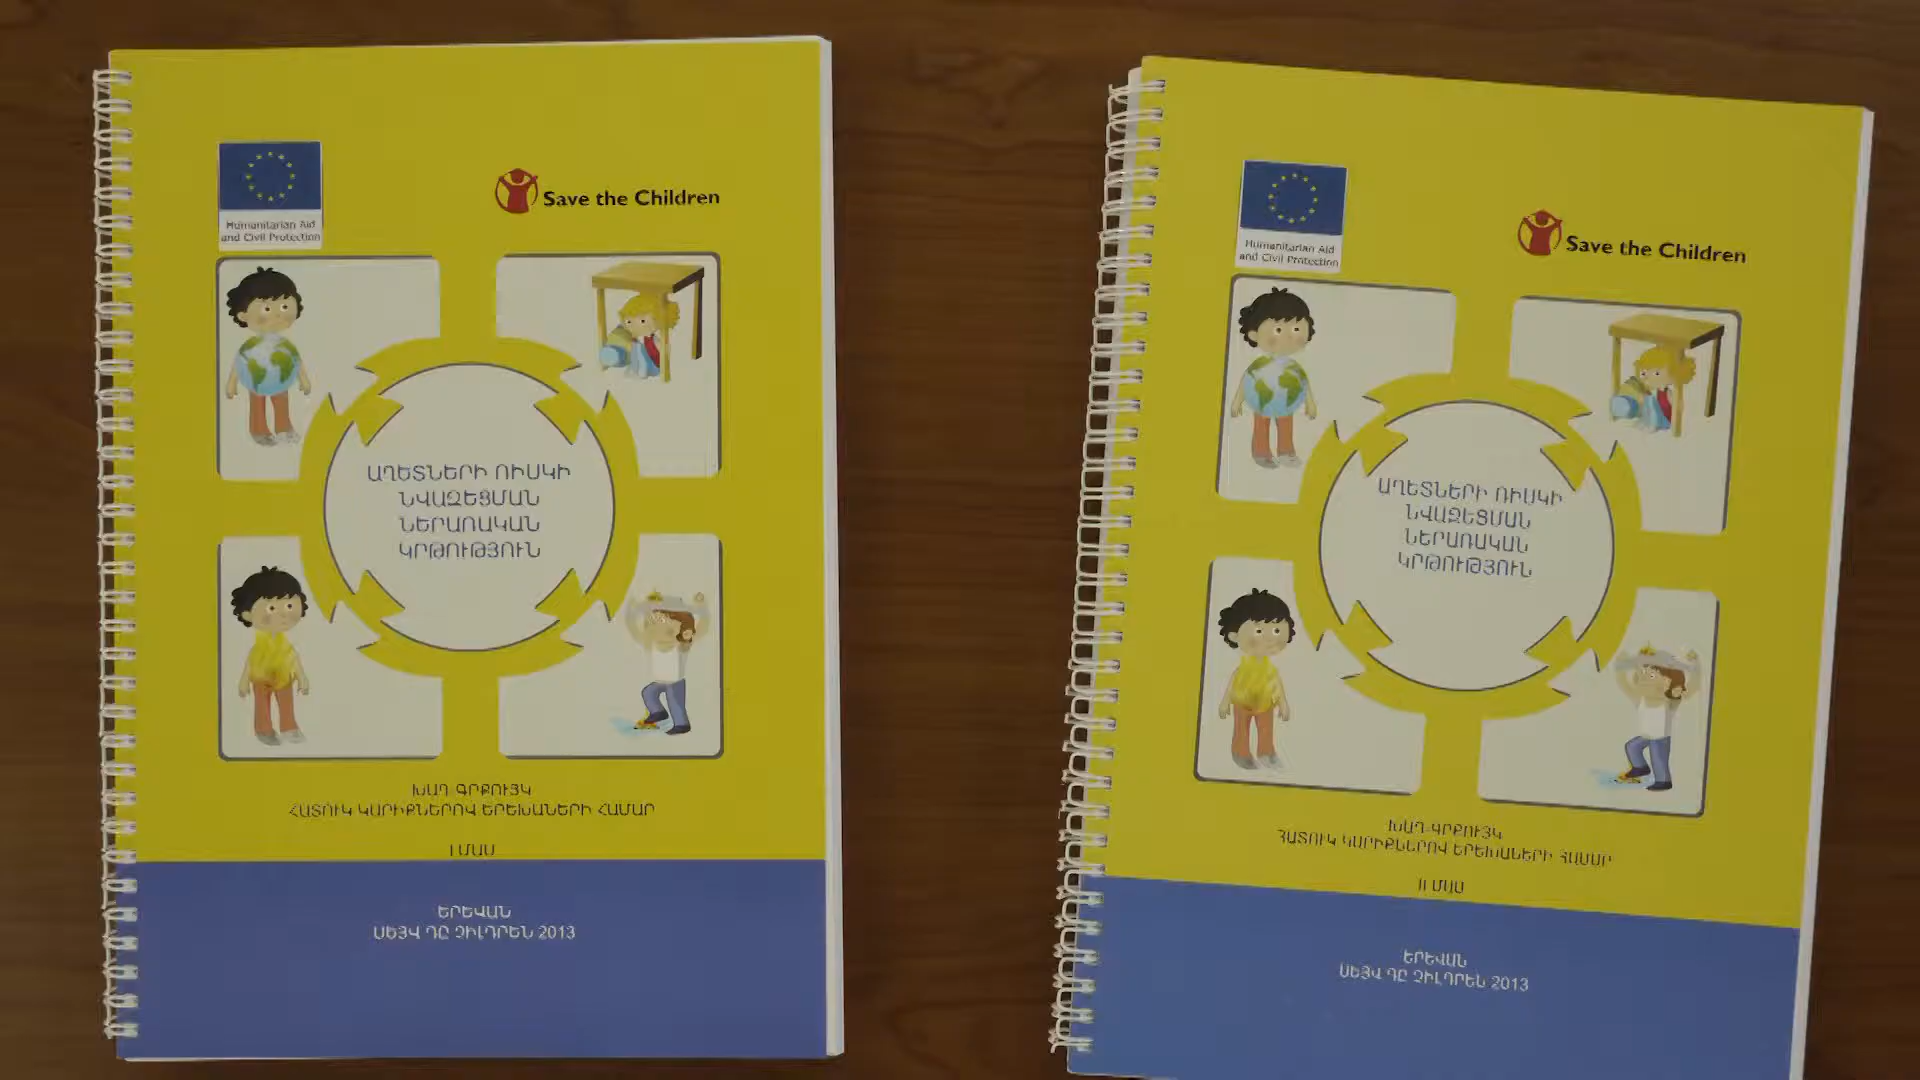 Humanitarian Aid
and Civil Protection
Save the Children
ԱՂԵՏՆԵՐԻ ՌԻՍԿԻ
ՆՎԱԶԵՑՄԱՆ
ՆԵՐԱՌԱԿԱՆ
ԿՐԹՈՒԹՅՈՒՆ
ԽԱՂ-ԳՐՔՈՒՅԿ
ՀԱՏՈՒԿ ԿԱՐԻՔՆԵՐՈՎ ԵՐԵԽԱՆԵՐԻ ՀԱՄԱՐ
I ՄԱՍ
ԵՐԵՎԱՆ
ՍԵՅՎ ԴԸ ՉԻԼԴՐԵՆ 2013
Humanitarian Aid
and Civil Protection
Save the Children
ԱՂԵՏՆԵՐԻ ՌԻՍԿԻ
ՆՎԱԶԵՑՄԱՆ
ՆԵՐԱՌԱԿԱՆ
ԿՐԹՈՒԹՅՈՒՆ
ԽԱՂ-ԳՐՔՈՒՅԿ
ՀԱՏՈՒԿ ԿԱՐԻՔՆԵՐՈՎ ԵՐԵԽԱՆԵՐԻ ՀԱՄԱՐ
II ՄԱՍ
ԵՐԵՎԱՆ
ՍԵՅՎ ԴԸ ՉԻԼԴՐԵՆ 2013